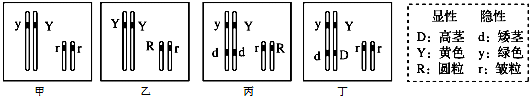 y Y r r
Y Y R r
y Y d d r R
y Y d D r r
甲 乙 丙 丁
显性 隐性
D:高茎 d:矮茎
Y:黄色 y:绿色
R:圆粒 r:皱粒